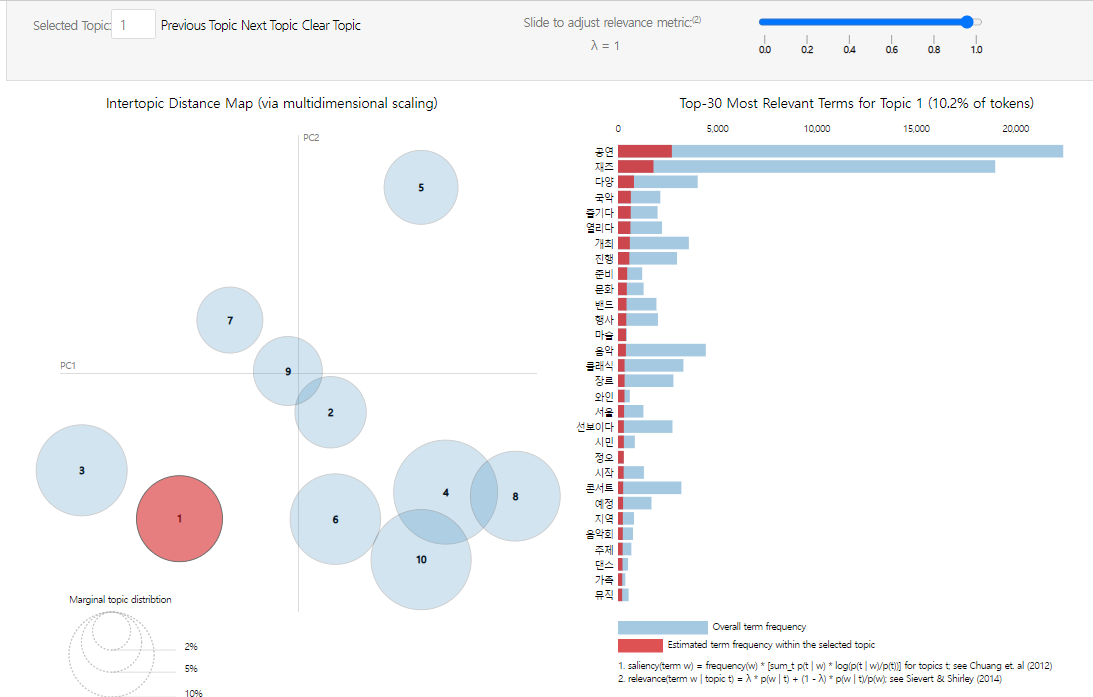 Selected Topic: 1 Previous Topic Next Topic Clear Topic
Slide to adjust relevance metric:(2)
λ = 1
0.0 0.2 0.4 0.6 0.8 1.0
Intertopic Distance Map (via multidimensional scaling)
PC2
PC1
5
7
9
2
3
1
6
4
8
10
Marginal topic distribtion
2%
5%
10%
Top-30 Most Relevant Terms for Topic 1 (10.2% of tokens)
0 5,000 10,000 15,000 20,000
공연
재즈
다양
국악
즐기다
열리다
개최
진행
준비
문화
밴드
행사
마술
음악
클래식
장르
와인
서울
선보이다
시민
정오
시작
콘서트
예정
지역
음악회
주제
댄스
가족
뮤직
Overall term frequency
Estimated term frequency within the selected topic
1. saliency(term w) = frequency(w) * [sum_t p(t | w) * log(p(t | w)/p(t))] for topics t; see Chuang et. al (2012)
2. relevance(term w | topic t) = λ * p(w | t) + (1 - λ) * p(w | t)/p(w); see Sievert & Shirley (2014)